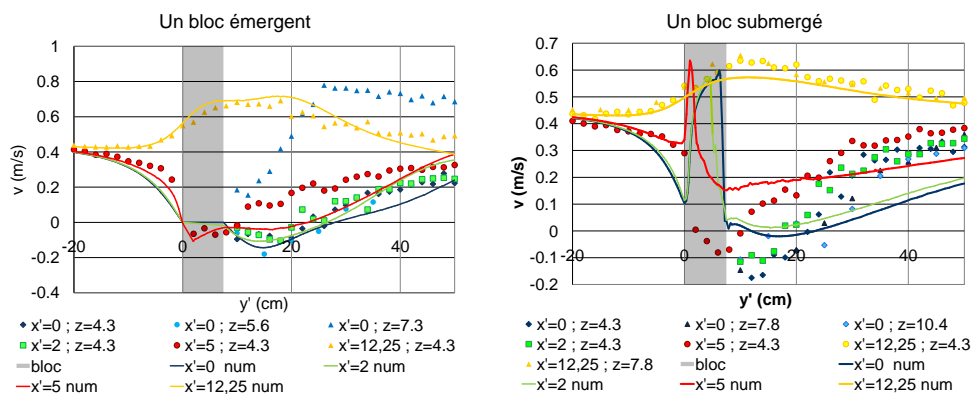 Un bloc émergent
v (m/s)
1
0.8
0.6
0.4
0.2
0
-0.2
-0.4
-20 0 20 40
y' (cm)
x'=0 ; z=4.3 x'=0 ; z=5.6 x'=0 ; z=7.3
x'=2 ; z=4.3 x'=5 ; z=4.3 x'=12,25 ; z=4.3
bloc x'=0 num x'=2 num
x'=5 num x'=12,25 num
Un bloc submergé
v (m/s)
0.7
0.6
0.5
0.4
0.3
0.2
0.1
0
-0.1
-0.2
-20 0 20 40
y' (cm)
x'=0 ; z=4.3 x'=0 ; z=7.8 x'=0 ; z=10.4
x'=2 ; z=4.3 x'=5 ; z=4.3 x'=12,25 ; z=4.3
x'=12,25 ; z=7.8 bloc x'=0 num
x'=2 num x'=5 num x'=12,25 num